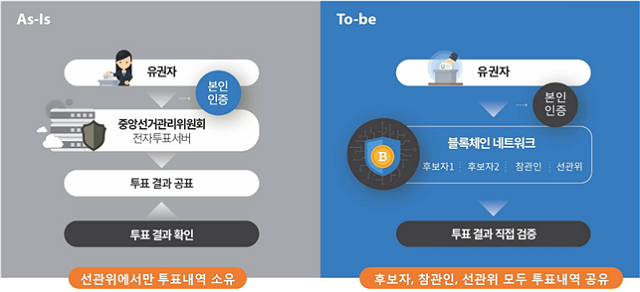 As-Is
유권자
본인
인증
중앙선거관리위원회
전자투표서버
투표 결과 공표
투표 결과 확인
선관위에서만 투표내역 소유
To-be
유권자
본인
인증
블록체인 네트워크
후보자1 후보자2 참관인 선관위
투표 결과 직접 검증
후보자, 참관인, 선관위 모두 투표내역 공유